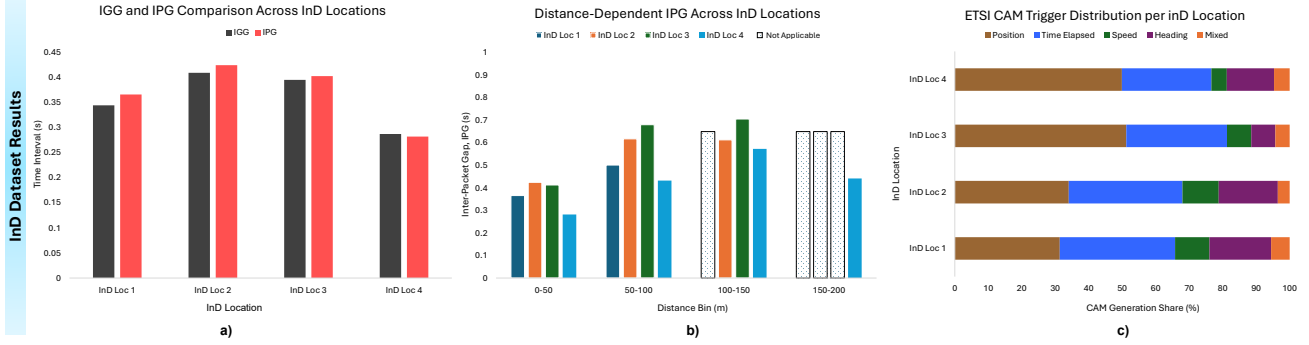 InD Dataset Results
IGG and IPG Comparison Across InD Locations
IGG IPG
Time Interval (s)
0.45
0.4
0.35
0.3
0.25
0.2
0.15
0.1
0.05
0
InD Loc 1 InD Loc 2 InD Loc 3 InD Loc 4
InD Location
a)
Distance-Dependent IPG Across InD Locations
InD Loc 1 InD Loc 2 InD Loc 3 InD Loc 4 Not Applicable
Inter-Packet Gap, IPG (s)
1
0.9
0.8
0.7
0.6
0.5
0.4
0.3
0.2
0.1
0
0-50 50-100 100-150 150-200
Distance Bin (m)
b)
ETSI CAM Trigger Distribution per inD Location
Position Time Elapsed Speed Heading Mixed
InD Location
InD Loc 4
InD Loc 3
InD Loc 2
InD Loc 1
0 10 20 30 40 50 60 70 80 90 100
CAM Generation Share (%)
c)